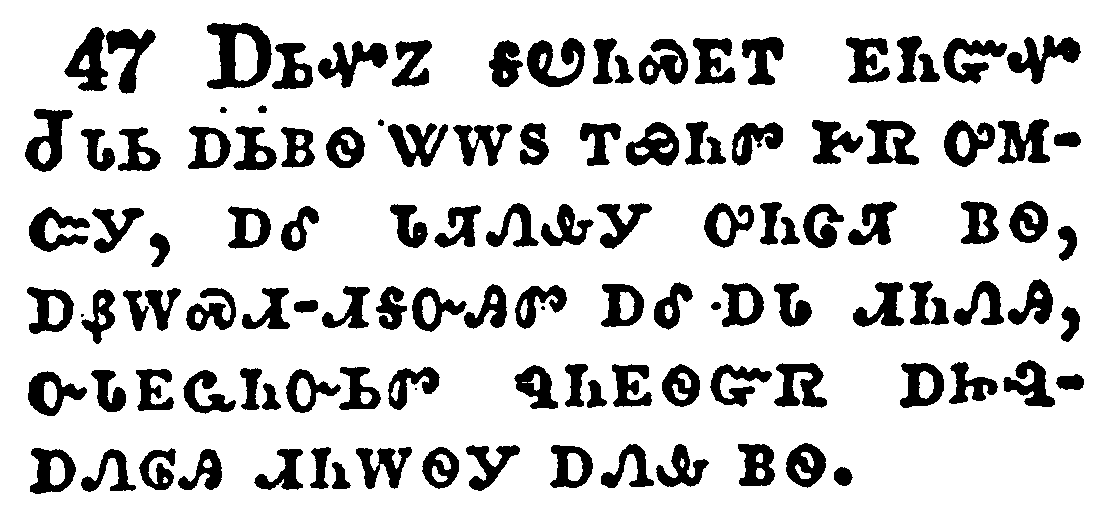 47 ᎠᏏᏉᏃ ᎦᏬᏂᏍᎬᎢ ᎬᏂᏳᏉ
ᏧᏓᏏ ᎠᏏᏴᏫ ᏔᎳᏚ ᎢᏯᏂᏛ ᎨᏒ ᎤᎷ-
ᏨᎩ, ᎠᎴ ᏓᏘᏁᎲᎩ ᎤᏂᏣᏘ ᏴᏫ,
ᎠᏰᎳᏍᏗ-ᏗᎦᏅᎯᏛ ᎠᎴ ᎠᏓ ᏗᏂᏁᎯ,
ᏅᏓᎬᏩᏂᏅᏏᏛ ᏄᏂᎬᏫᏳᏒ ᎠᏥᎸ-
ᎠᏁᎶᎯ ᏗᏂᎳᏫᎩ ᎠᏁᎲ ᏴᏫ.